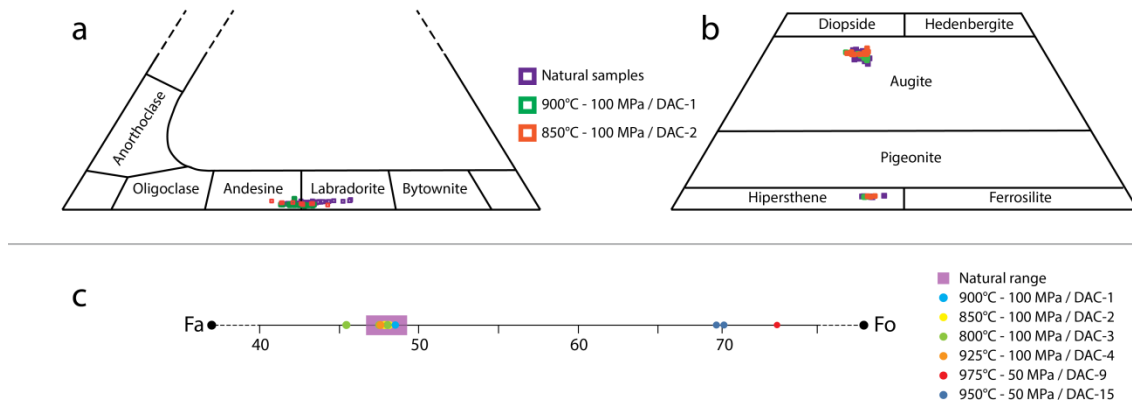 a
Anorthoclase
Oligoclase
Andesine
Labradorite
Bytownite
Natural samples
900°C - 100 MPa / DAC-1
850°C - 100 MPa / DAC-2
b
Diopside
Hedenbergite
Augite
Pigeonite
Hipersthene
Ferrosilite
c
Fa
Fo
40
50
60
70
Natural range
900°C - 100 MPa / DAC-1
850°C - 100 MPa / DAC-2
800°C - 100 MPa / DAC-3
925°C - 100 MPa / DAC-4
975°C - 50 MPa / DAC-9
950°C - 50 MPa / DAC-15